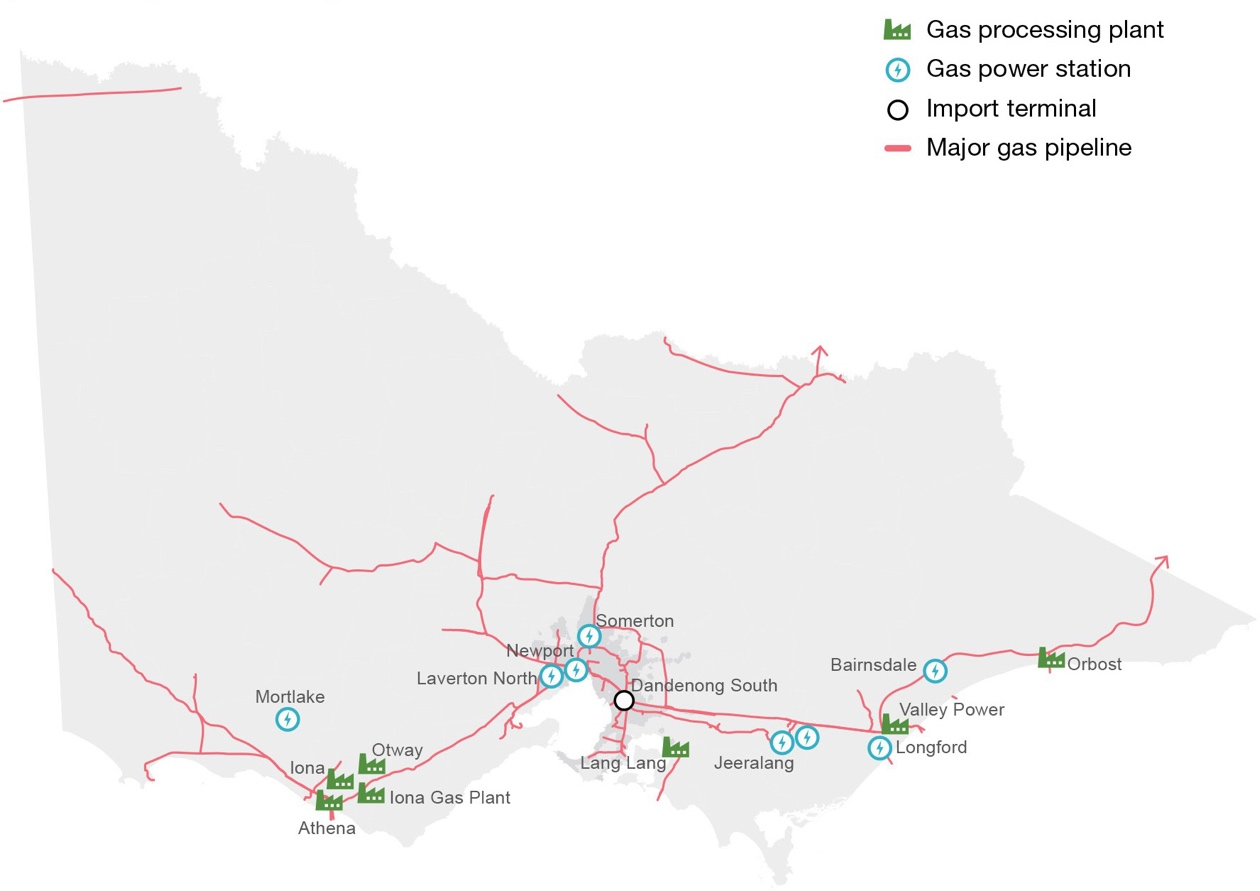 Gas processing plant
Gas power station
Import terminal
Major gas pipeline
Somerton
Newport
Laverton North
Dandenong South
Bairnsdale
Orbost
Mortlake
Valley Power
Longford
Otway
Iona
Lang Lang
Jeeralang
Iona Gas Plant
Athena